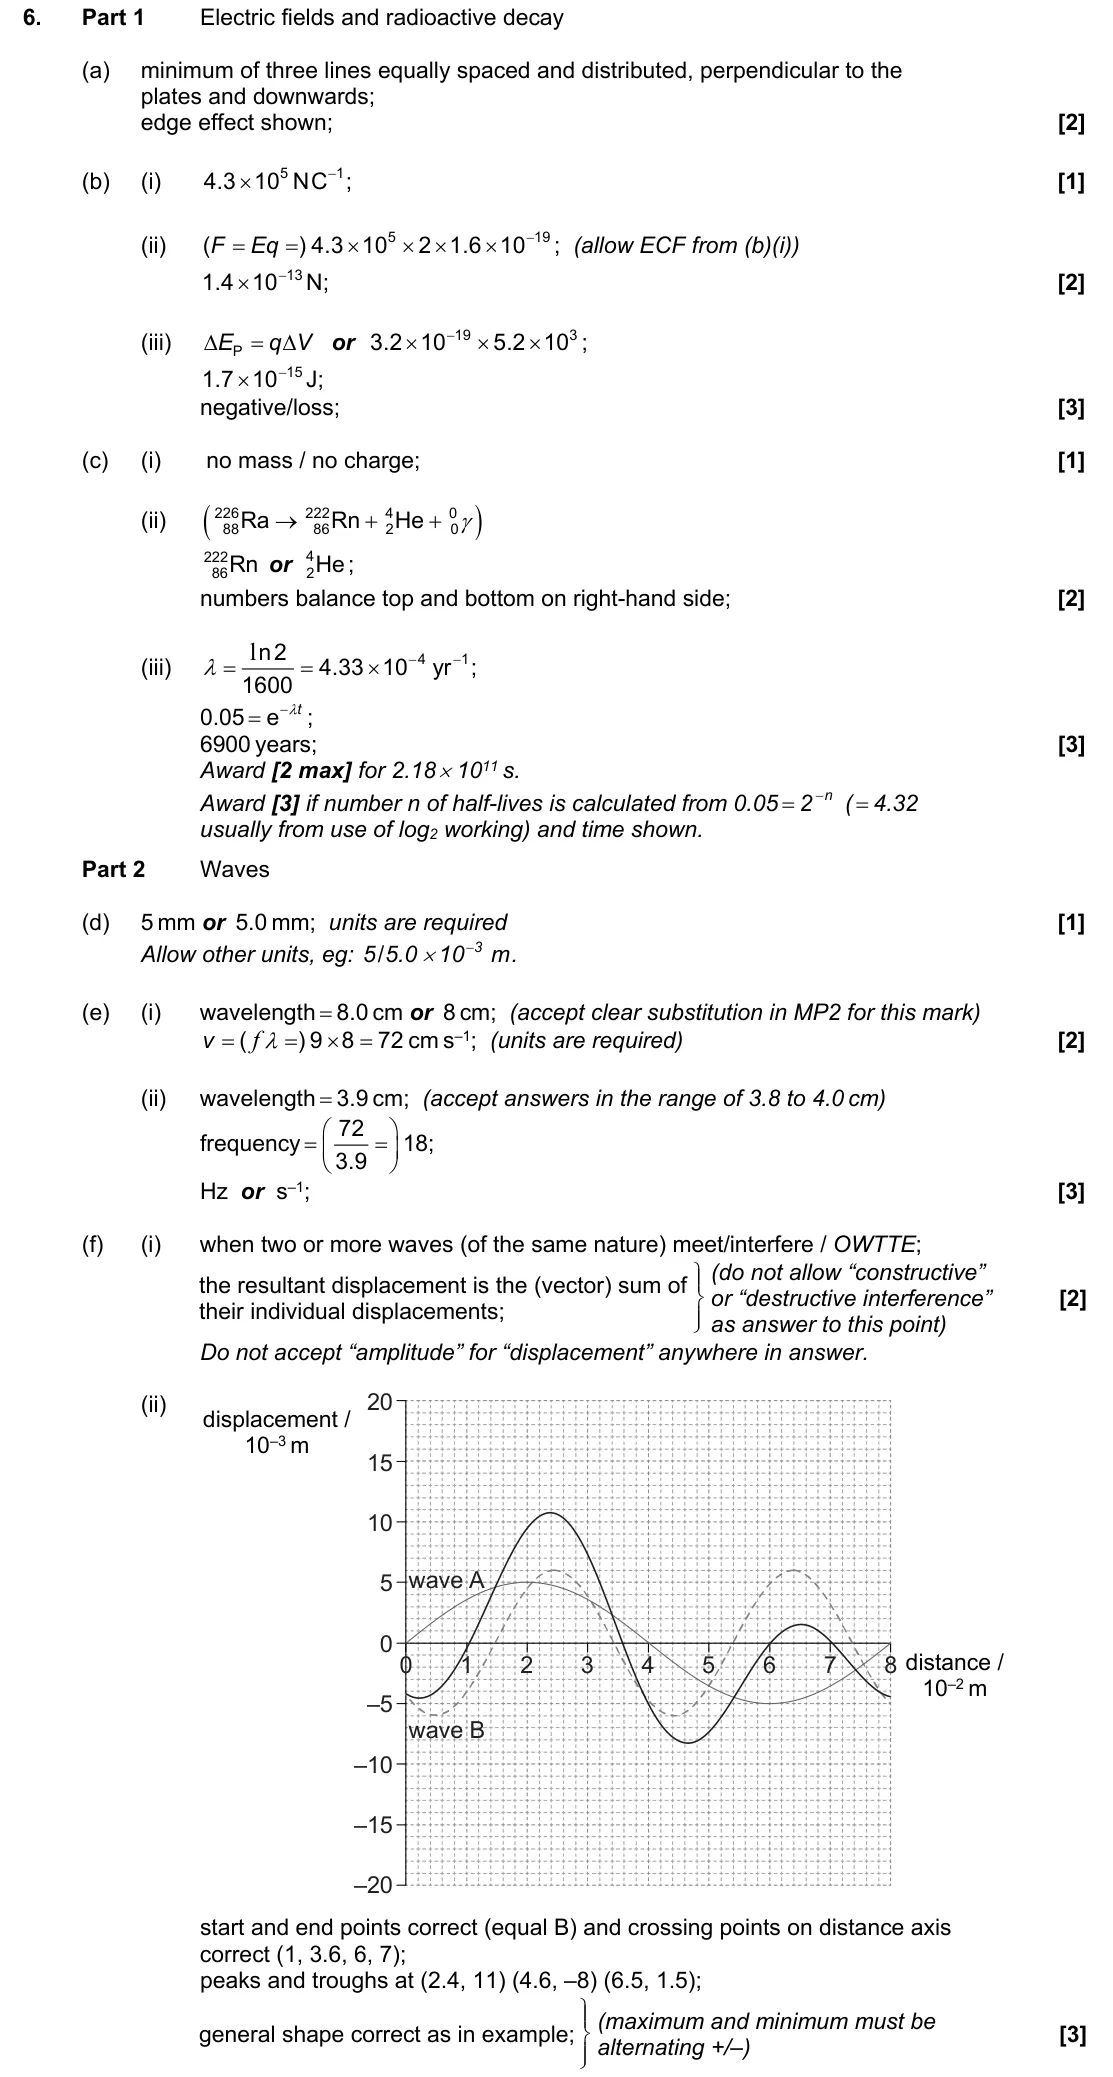 6. Part 1 Electric fields and radioactive decay
(a) minimum of three lines equally spaced and distributed, perpendicular to the
plates and downwards;
edge effect shown; [2]
(b) (i) 4.3×10⁵ NC⁻¹; [1]
(ii) (F = Eq =) 4.3×10⁵ ×2×1.6×10⁻¹⁹; (allow ECF from (b)(i))
1.4×10⁻¹³ N; [2]
(iii) ΔE_P = qΔV or 3.2×10⁻¹⁹ ×5.2×10³;
1.7×10⁻¹⁵ J;
negative/loss; [3]
(c) (i) no mass / no charge; [1]
(ii) (²²⁶₈₈Ra → ²²²₈₆Rn + ⁴₂He + ⁰₀γ)
²²²₈₆Rn or ⁴₂He;
numbers balance top and bottom on right-hand side; [2]
(iii) λ = ln2/1600 = 4.33×10⁻⁴ yr⁻¹;
0.05 = e^(−λt);
6900 years; [3]
Award [2 max] for 2.18×10¹¹ s.
Award [3] if number n of half-lives is calculated from 0.05 = 2⁻ⁿ (= 4.32
usually from use of log₂ working) and time shown.
Part 2 Waves
(d) 5 mm or 5.0 mm; units are required [1]
Allow other units, eg: 5/5.0 ×10⁻³ m.
(e) (i) wavelength = 8.0 cm or 8 cm; (accept clear substitution in MP2 for this mark)
v = (fλ =) 9×8 = 72 cm s⁻¹; (units are required) [2]
(ii) wavelength = 3.9 cm; (accept answers in the range of 3.8 to 4.0 cm)
frequency = (72/3.9 =) 18;
Hz or s⁻¹; [3]
(f) (i) when two or more waves (of the same nature) meet/interfere / OWTTE;
the resultant displacement is the (vector) sum of
their individual displacements;
(do not allow “constructive”
or “destructive interference”
as answer to this point) [2]
Do not accept “amplitude” for “displacement” anywhere in answer.
(ii)
displacement /
10⁻³ m
20
15
10
5
0
–5
–10
–15
–20
wave A
wave B
0 1 2 3 4 5 6 7 8
distance /
10⁻² m
start and end points correct (equal B) and crossing points on distance axis
correct (1, 3.6, 6, 7);
peaks and troughs at (2.4, 11) (4.6, –8) (6.5, 1.5);
general shape correct as in example;
(maximum and minimum must be
alternating +/–) [3]